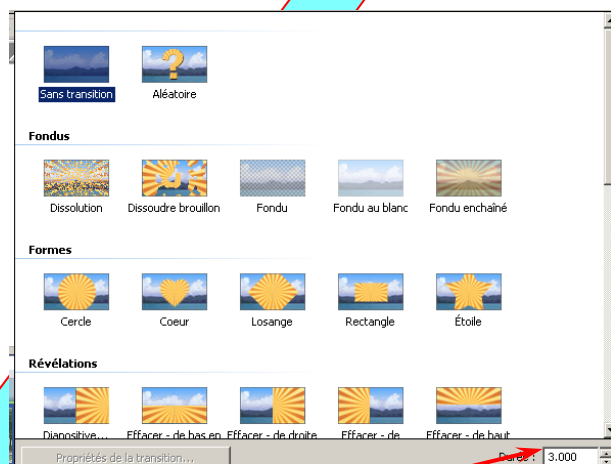 Sans transition Aléatoire
Fondus
Dissolution Dissoudre brouillon Fondu Fondu au blanc Fondu enchaîné
Formes
Cercle Coeur Losange Rectangle Étoile
Révélations
Diapositive... Effacer - de bas en Effacer - de droite Effacer - de Effacer - de haut
Propriétés de la transition... Durée : 3.000